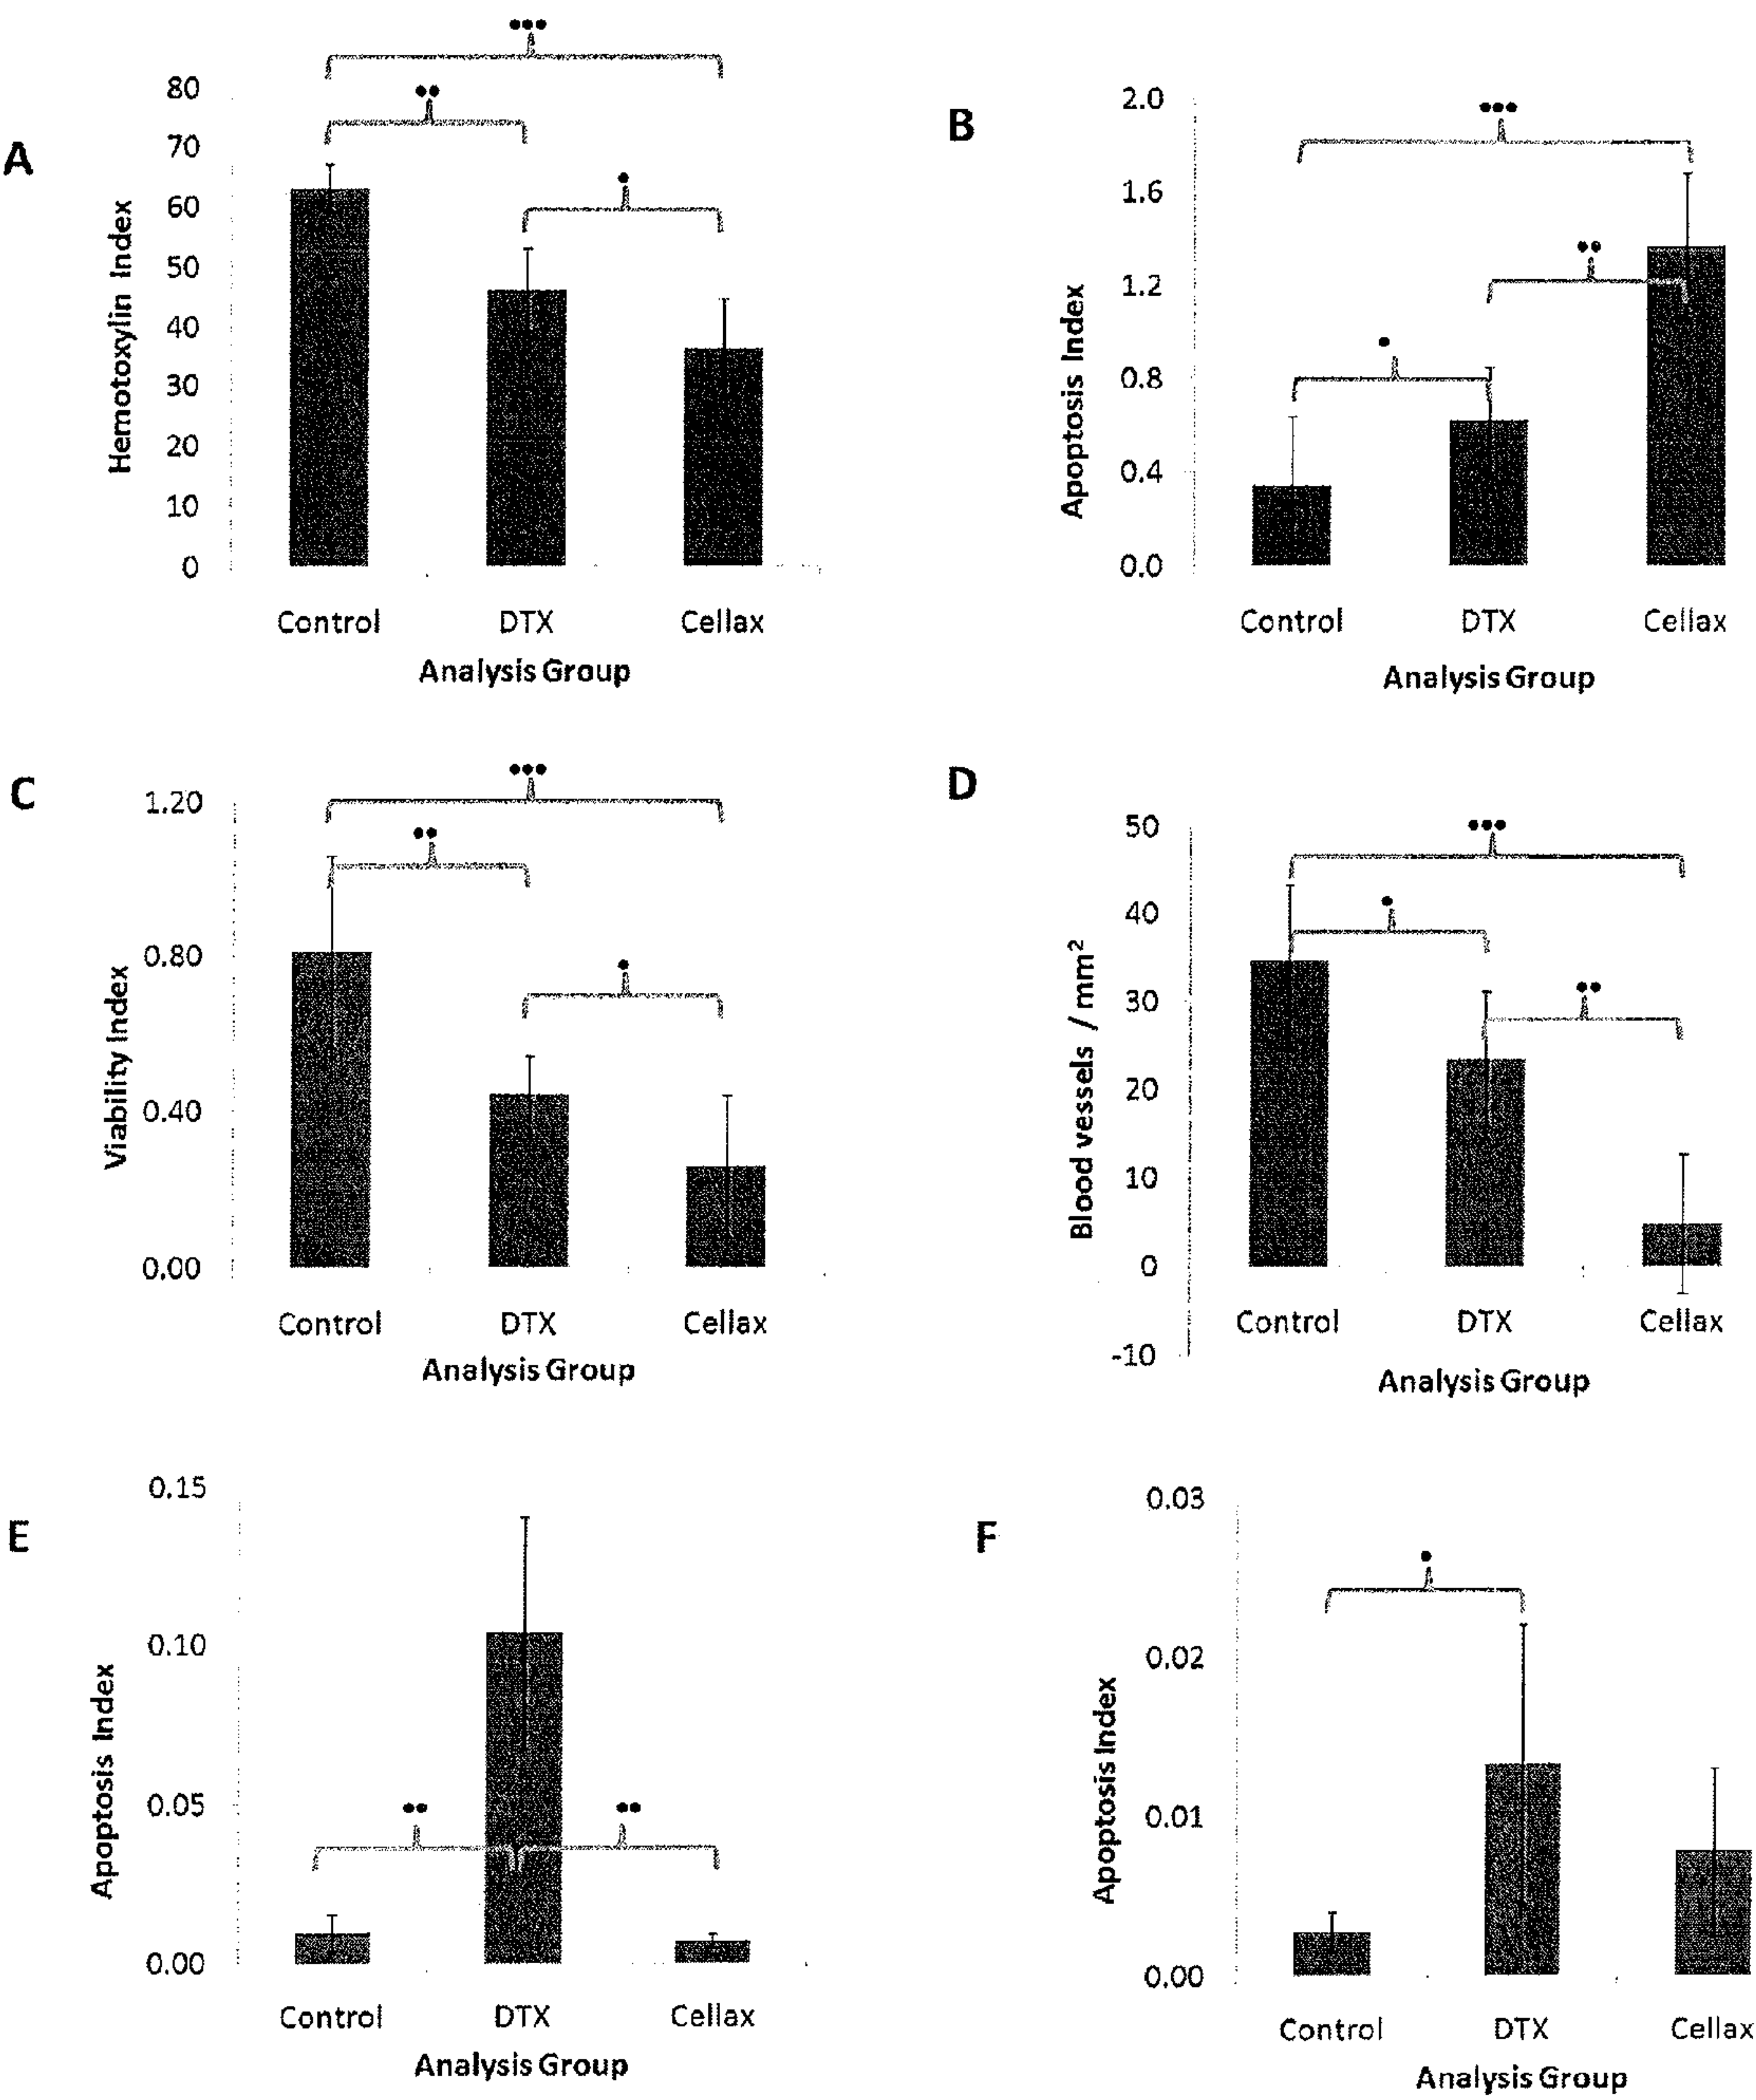 A
•••
••
•
80
70
60
50
40
30
20
10
0
Hemotoxylin Index
Control DTX Cellax
Analysis Group
B
•••
••
•
2.0
1.6
1.2
0.8
0.4
0.0
Apoptosis Index
Control DTX Cellax
Analysis Group
C
•••
••
•
1.20
0.80
0.40
0.00
Viability Index
Control DTX Cellax
Analysis Group
D
•••
•
••
50
40
30
20
10
0
-10
Blood vessels / mm²
Control DTX Cellax
Analysis Group
E
0.15
0.10
0.05
0.00
•• ••
Apoptosis Index
Control DTX Cellax
Analysis Group
F
•
0.03
0.02
0.01
0.00
Apoptosis Index
Control DTX Cellax
Analysis Group